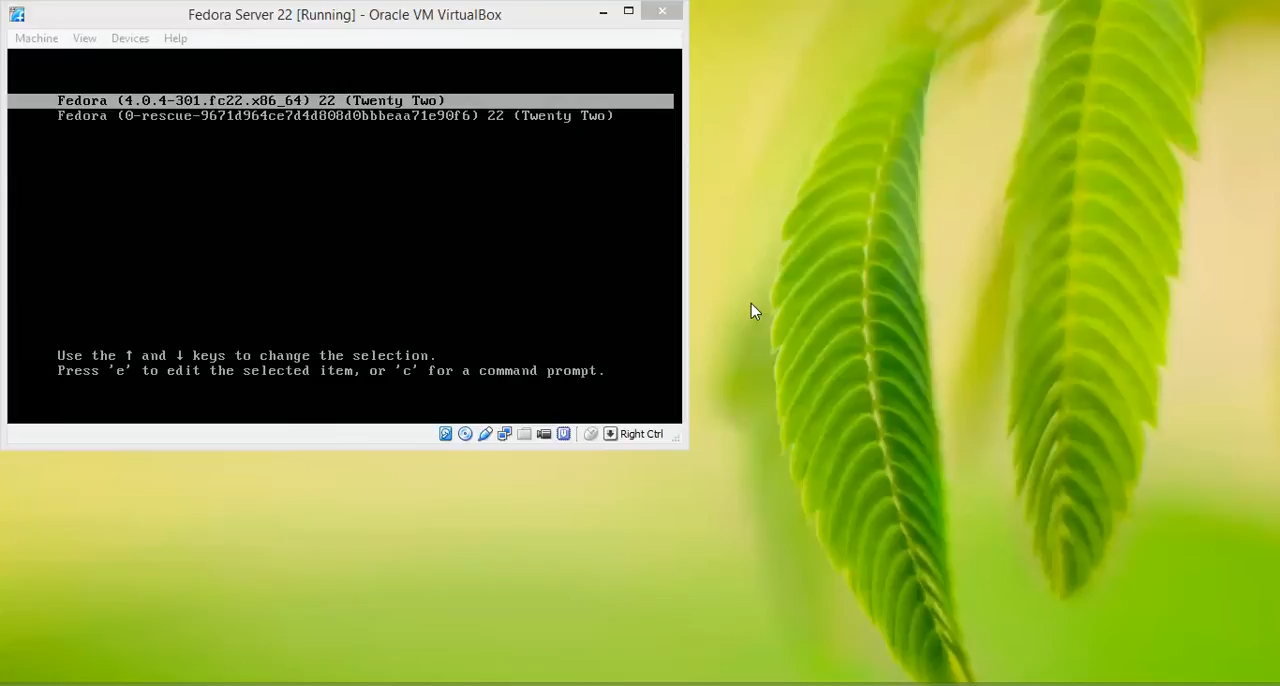 Fedora Server 22 [Running] - Oracle VM VirtualBox
Machine View Devices Help
Fedora (4.0.4-301.fc22.x86_64) 22 (Twenty Two)
Fedora (0-rescue-9671d964ce7d4d808d0bbbeaa71e90f6) 22 (Twenty Two)
Use the ↑ and ↓ keys to change the selection.
Press 'e' to edit the selected item, or 'c' for a command prompt.
Right Ctrl